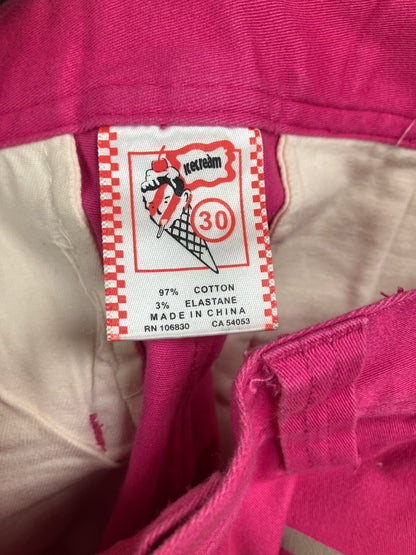 ICECREAM
30
97% COTTON
3% ELASTANE
MADE IN CHINA
RN 106830 CA 54053